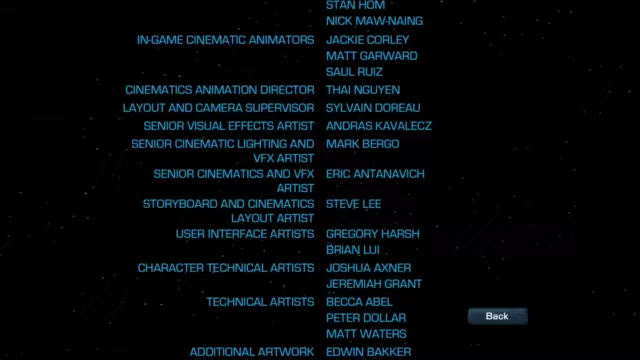 STAN HOM
NICK MAW-NAING
IN-GAME CINEMATIC ANIMATORS JACKIE CORLEY
MATT GARWARD
SAUL RUIZ
CINEMATICS ANIMATION DIRECTOR THAI NGUYEN
LAYOUT AND CAMERA SUPERVISOR SYLVAIN DOREAU
SENIOR VISUAL EFFECTS ARTIST ANDRAS KAVALECZ
SENIOR CINEMATIC LIGHTING AND MARK BERGO
VFX ARTIST
SENIOR CINEMATICS AND VFX ERIC ANTANAVICH
ARTIST
STORYBOARD AND CINEMATICS STEVE LEE
LAYOUT ARTIST
USER INTERFACE ARTISTS GREGORY HARSH
BRIAN LUI
CHARACTER TECHNICAL ARTISTS JOSHUA AXNER
JEREMIAH GRANT
TECHNICAL ARTISTS BECCA ABEL
PETER DOLLAR
Back
MATT WATERS
ADDITIONAL ARTWORK EDWIN BAKKER